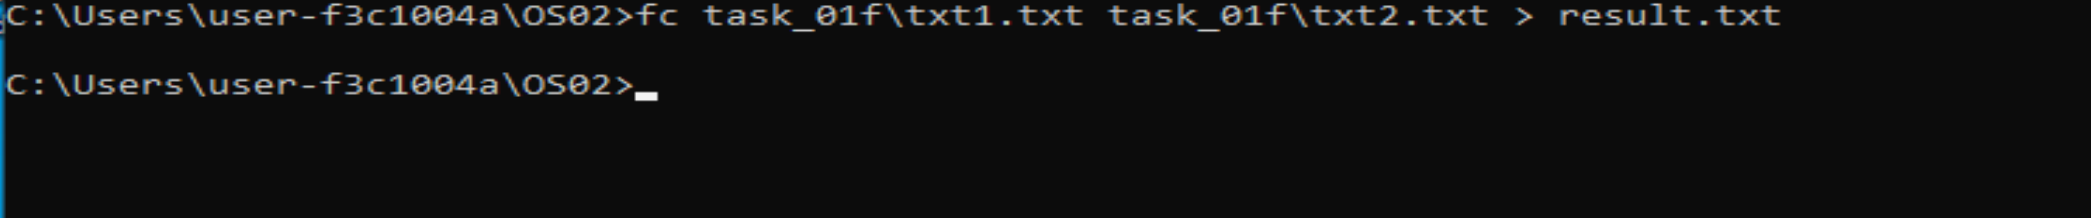 C:\Users\user-f3c1004a\OS02>fc task_01f\txt1.txt task_01f\txt2.txt > result.txt
C:\Users\user-f3c1004a\OS02>